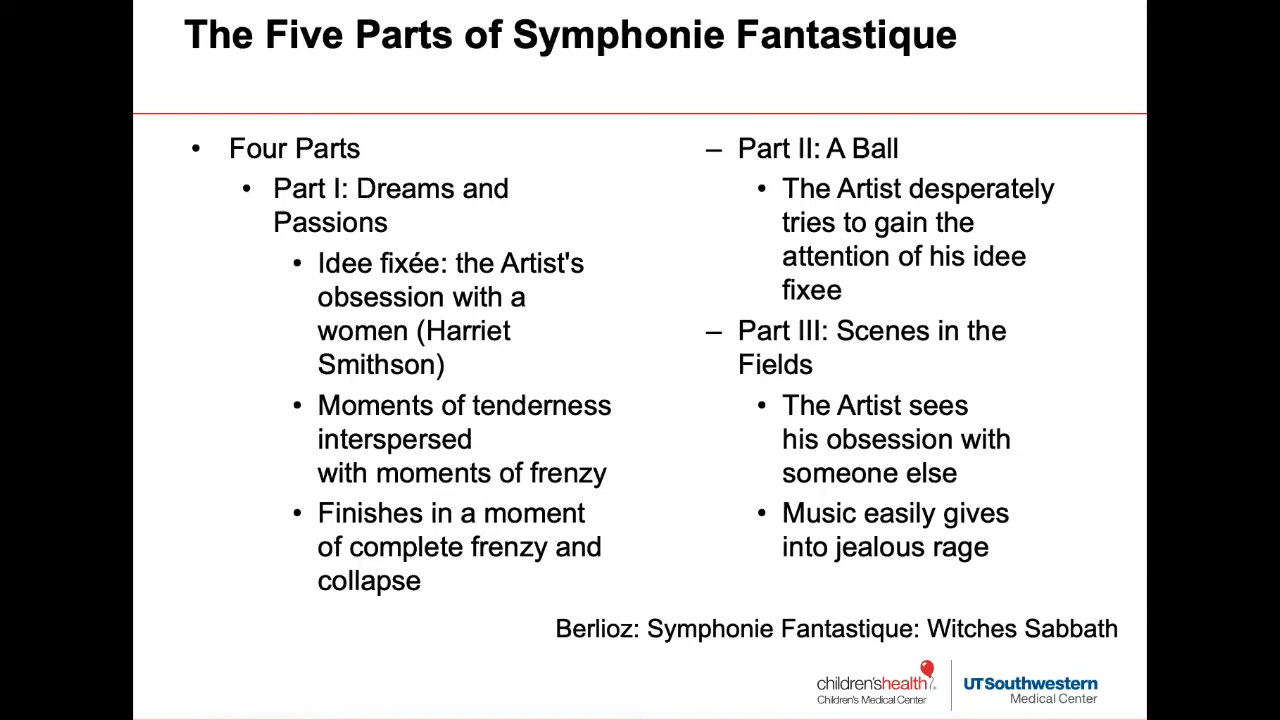 The Five Parts of Symphonie Fantastique
• Four Parts
• Part I: Dreams and
Passions
• Idee fixée: the Artist's
obsession with a
women (Harriet
Smithson)
• Moments of tenderness
interspersed
with moments of frenzy
• Finishes in a moment
of complete frenzy and
collapse
– Part II: A Ball
• The Artist desperately
tries to gain the
attention of his idee
fixee
– Part III: Scenes in the
Fields
• The Artist sees
his obsession with
someone else
• Music easily gives
into jealous rage
Berlioz: Symphonie Fantastique: Witches Sabbath
children'shealth
Children's Medical Center
UTSouthwestern
Medical Center